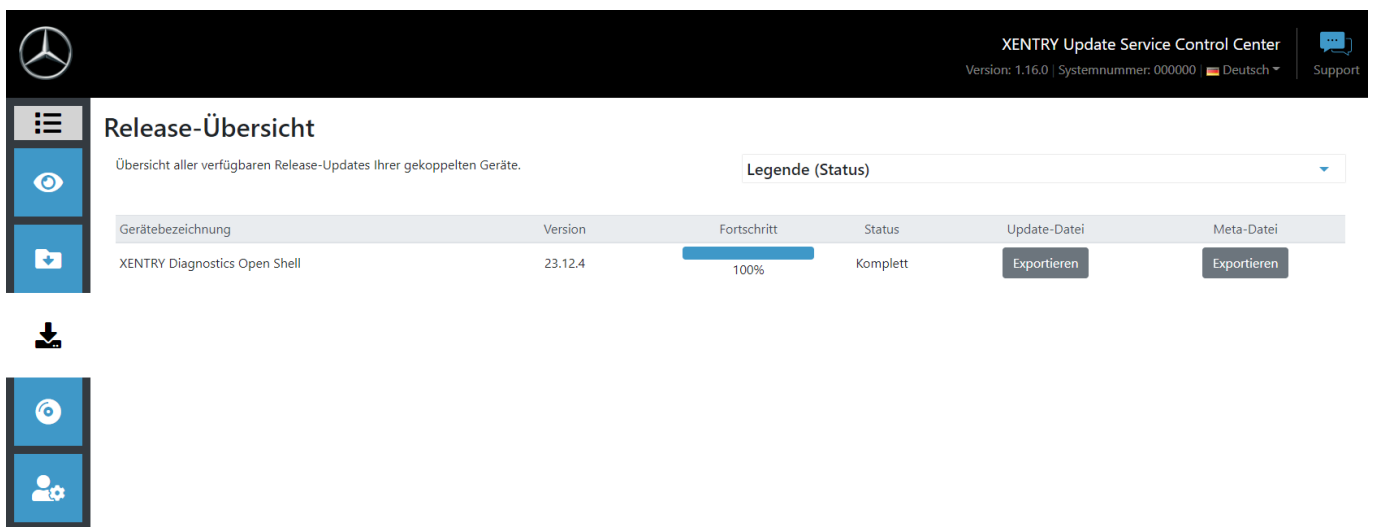 XENTRY Update Service Control Center
Version: 1.16.0 | Systemnummer: 000000 | Deutsch
Support
Release-Übersicht
Übersicht aller verfügbaren Release-Updates Ihrer gekoppelten Geräte.
Legende (Status)
Gerätebezeichnung Version Fortschritt Status Update-Datei Meta-Datei
XENTRY Diagnostics Open Shell 23.12.4 100% Komplett Exportieren Exportieren